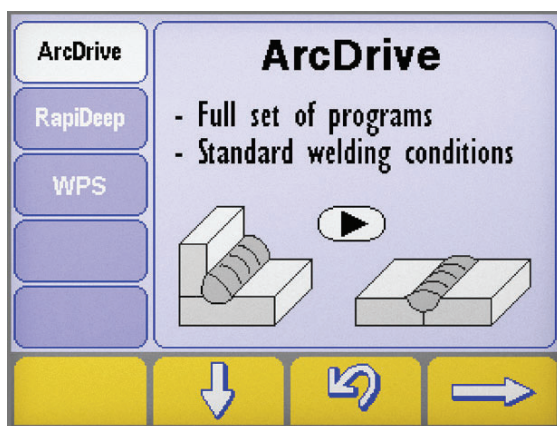 ArcDrive
RapiDeep
WPS
ArcDrive
- Full set of programs
- Standard welding conditions